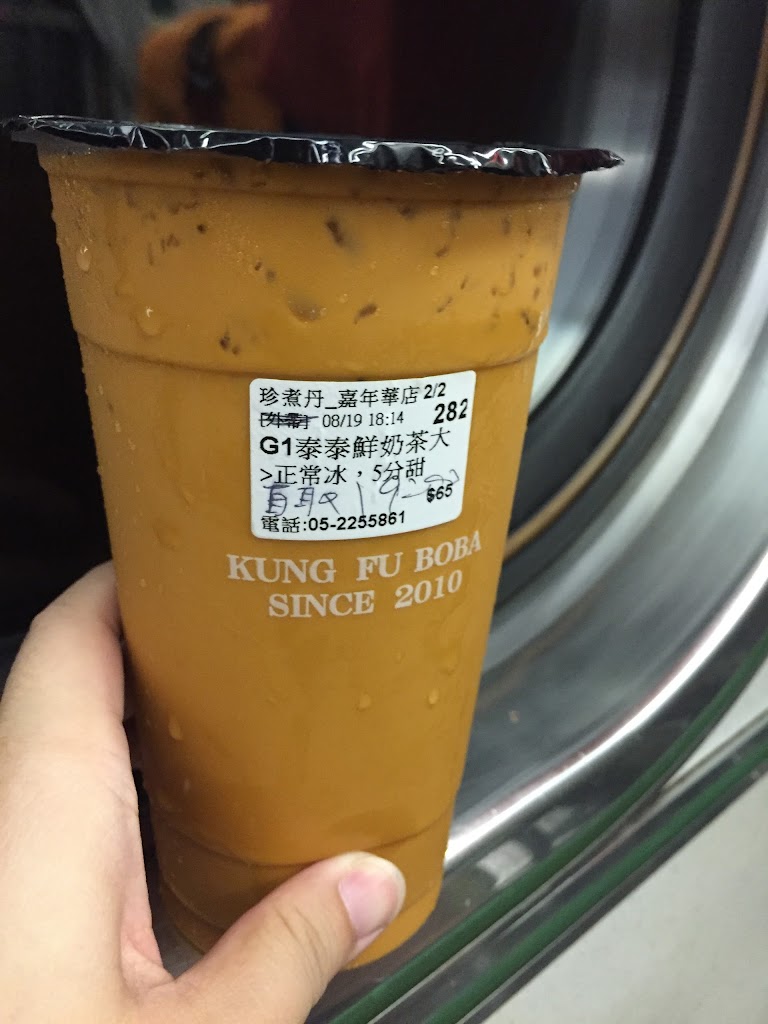 珍煮丹_嘉年華店 2/2
[外帶] 08/19 18:14 282
G1泰泰鮮奶茶大
>正常冰，5分甜
$65
電話:05-2255861
KUNG FU BOBA
SINCE 2010